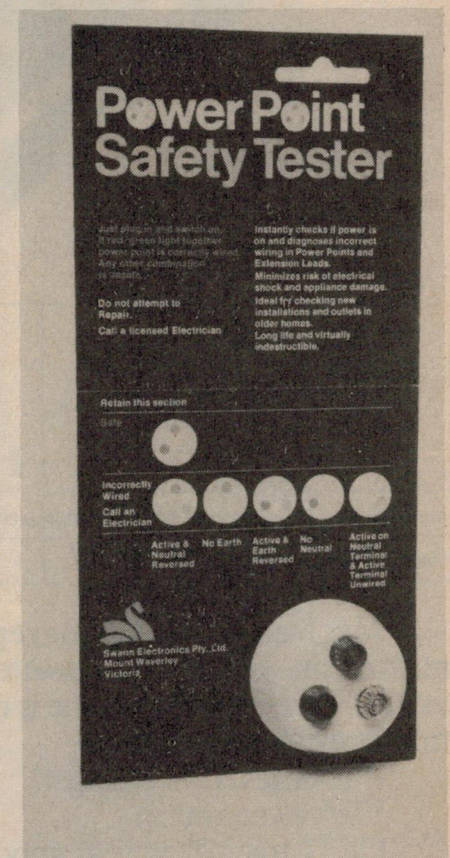 Power Point
Safety Tester
Just plug in and switch on.
If red/green light together
power point is correctly wired.
Any other combination
is unsafe.
Do not attempt to
Repair.
Call a licensed Electrician
Instantly checks if power is
on and diagnoses incorrect
wiring in Power Points and
Extension Leads.
Minimizes risk of electrical
shock and appliance damage.
Ideal for checking new
installations and outlets in
older homes.
Long life and virtually
indestructible.
Retain this section
Safe
Incorrectly
Wired
Call an
Electrician
Active &
Neutral
Reversed
No Earth
Active &
Earth
Reversed
No
Neutral
Active on
Neutral
Terminal
& Active
Terminal
Unwired
Swann Electronics Pty. Ltd.
Mount Waverley
Victoria